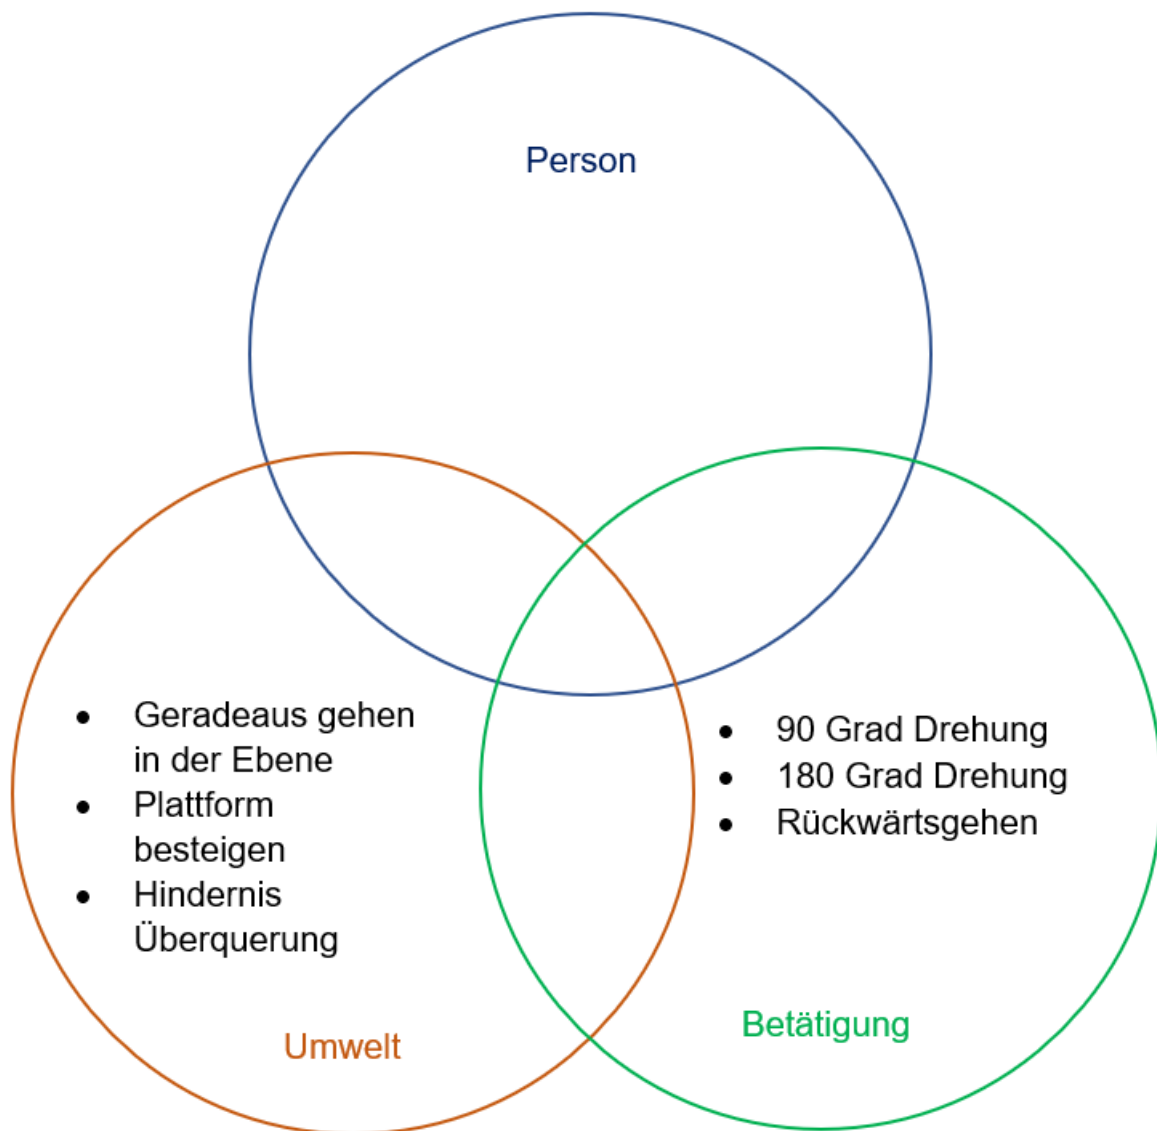 Person
• Geradeaus gehen
in der Ebene
• Plattform
besteigen
• Hindernis
Überquerung
Umwelt
• 90 Grad Drehung
• 180 Grad Drehung
• Rückwärtsgehen
Betätigung